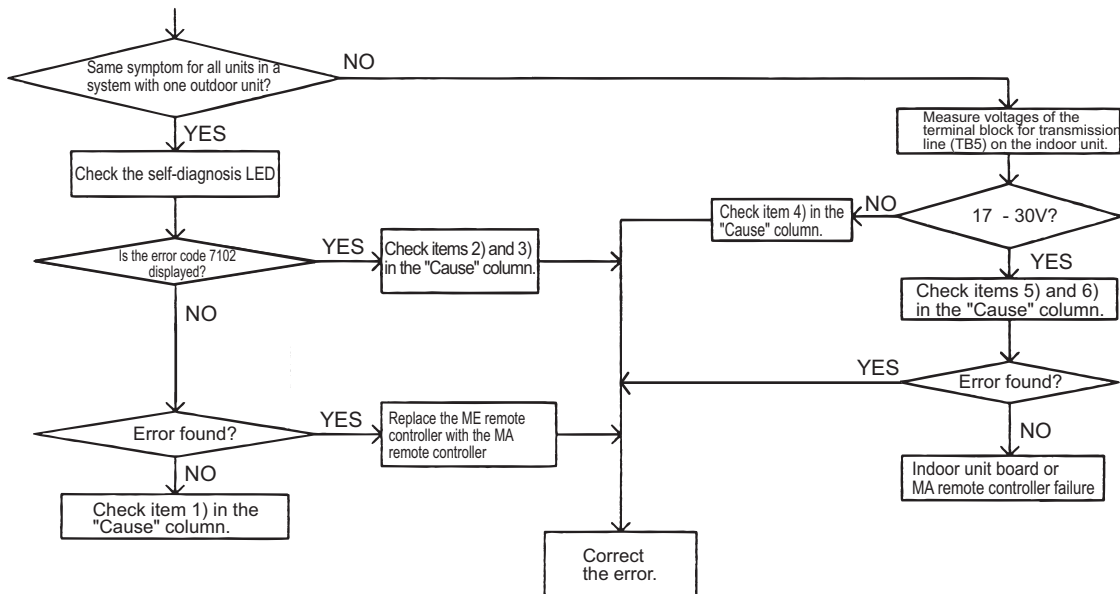 Same symptom for all units in a
system with one outdoor unit?
NO
YES
Measure voltages of the
terminal block for transmission
line (TB5) on the indoor unit.
Check the self-diagnosis LED
17 - 30V?
NO
Check item 4) in the
"Cause" column.
YES
Is the error code 7102
displayed?
YES
Check items 2) and 3)
in the "Cause" column.
Check items 5) and 6)
in the "Cause" column.
NO
YES
Error found?
Error found?
YES
Replace the ME remote
controller with the MA
remote controller
NO
NO
Indoor unit board or
MA remote controller failure
Check item 1) in the
"Cause" column.
Correct
the error.